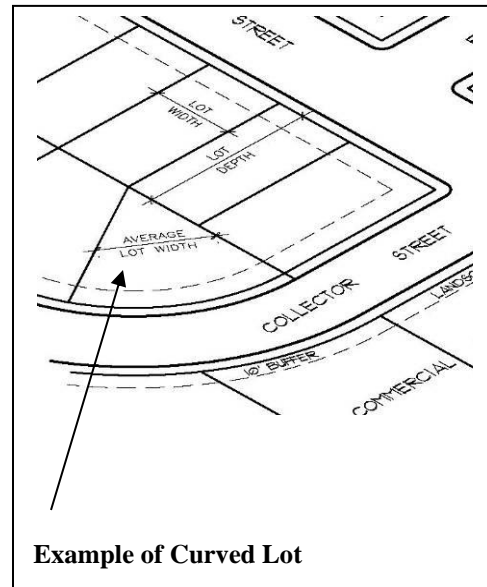 STREET
LOT
WIDTH
LOT
DEPTH
AVERAGE
LOT WIDTH
COLLECTOR STREET
10' BUFFER
COMMERCIAL
Example of Curved Lot